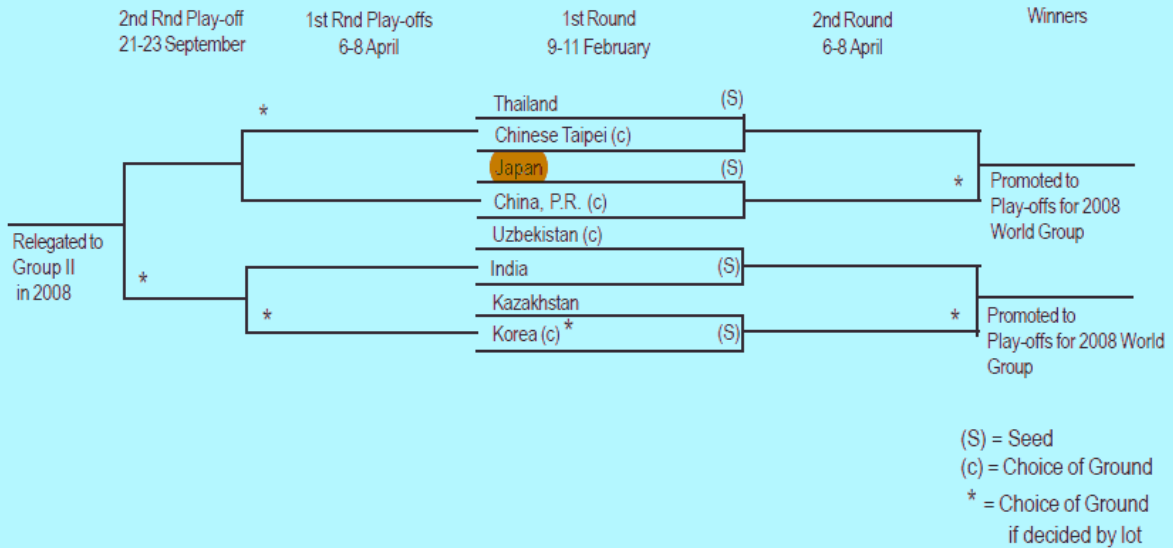 2nd Rnd Play-off
21-23 September
1st Rnd Play-offs
6-8 April
1st Round
9-11 February
2nd Round
6-8 April
Winners
Thailand (S)
*
Chinese Taipei (c)
Japan (S)
China, P.R. (c)
*
Promoted to
Play-offs for 2008
World Group
Uzbekistan (c)
Relegated to
Group II
in 2008
*
India (S)
Kazakhstan
*
Korea (c) * (S)
*
Promoted to
Play-offs for 2008 World
Group
(S) = Seed
(c) = Choice of Ground
* = Choice of Ground
if decided by lot